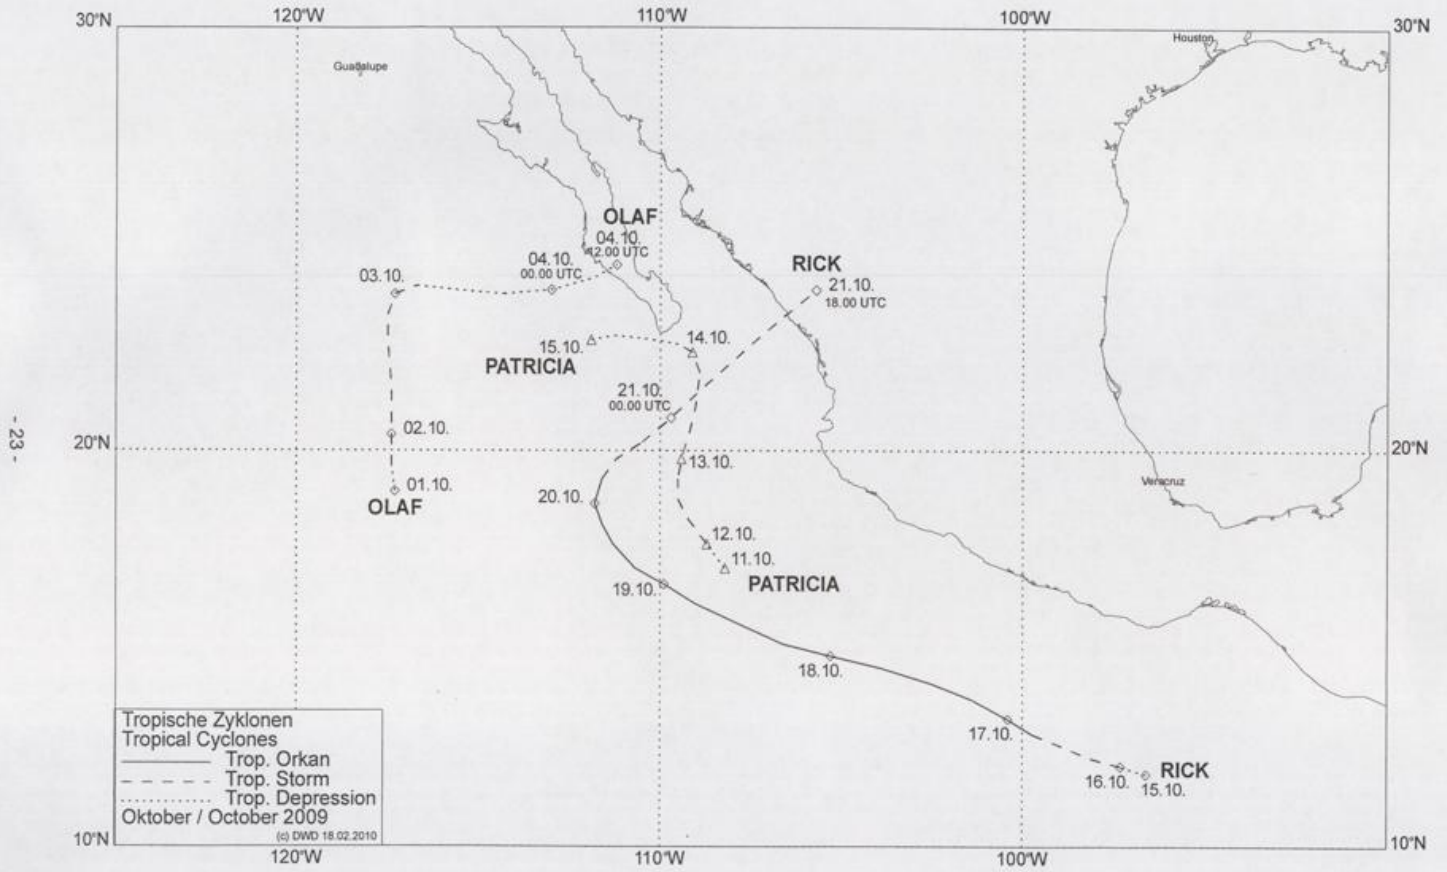 120°W
110°W
100°W
30°N
30°N
Houston
Guadalupe
OLAF
04.10.
12.00 UTC
04.10.
00.00 UTC
03.10.
RICK
21.10.
18.00 UTC
14.10.
15.10.
PATRICIA
21.10.
00.00 UTC
02.10.
20°N
20°N
13.10.
01.10.
OLAF
Veracruz
20.10.
12.10.
11.10.
PATRICIA
19.10.
18.10.
17.10.
16.10.
15.10.
RICK
Tropische Zyklonen
Tropical Cyclones
Trop. Orkan
Trop. Storm
Trop. Depression
Oktober / October 2009
(c) DWD 18.02.2010
10°N
10°N
120°W
110°W
100°W
- 23 -